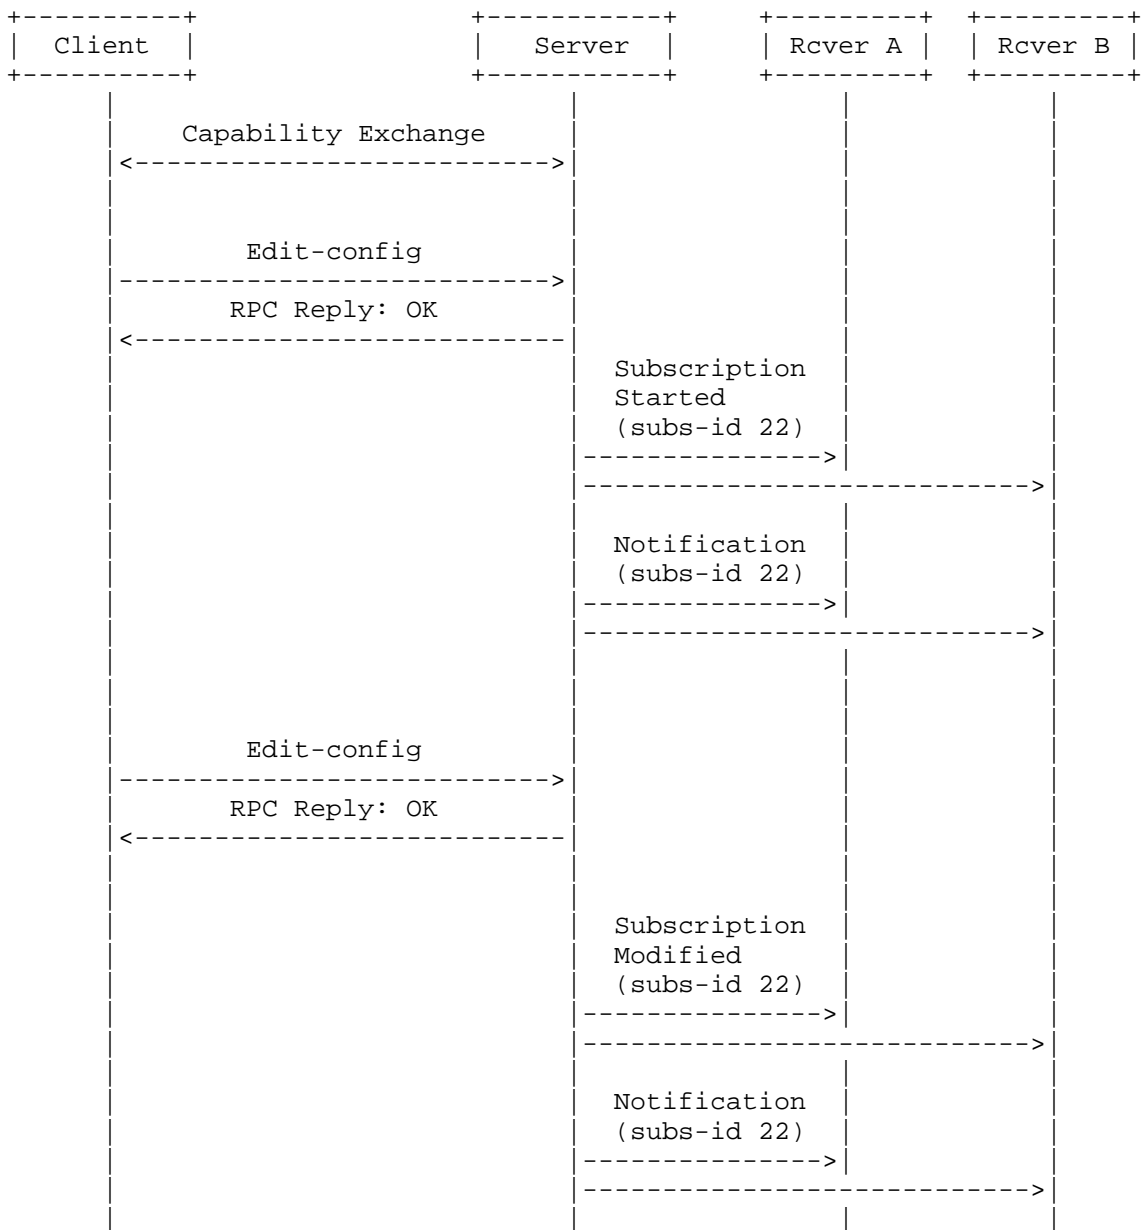 Client Server Rcver A Rcver B
Capability Exchange
Edit-config
RPC Reply: OK
Subscription
Started
(subs-id 22)
Notification
(subs-id 22)
Edit-config
RPC Reply: OK
Subscription
Modified
(subs-id 22)
Notification
(subs-id 22)